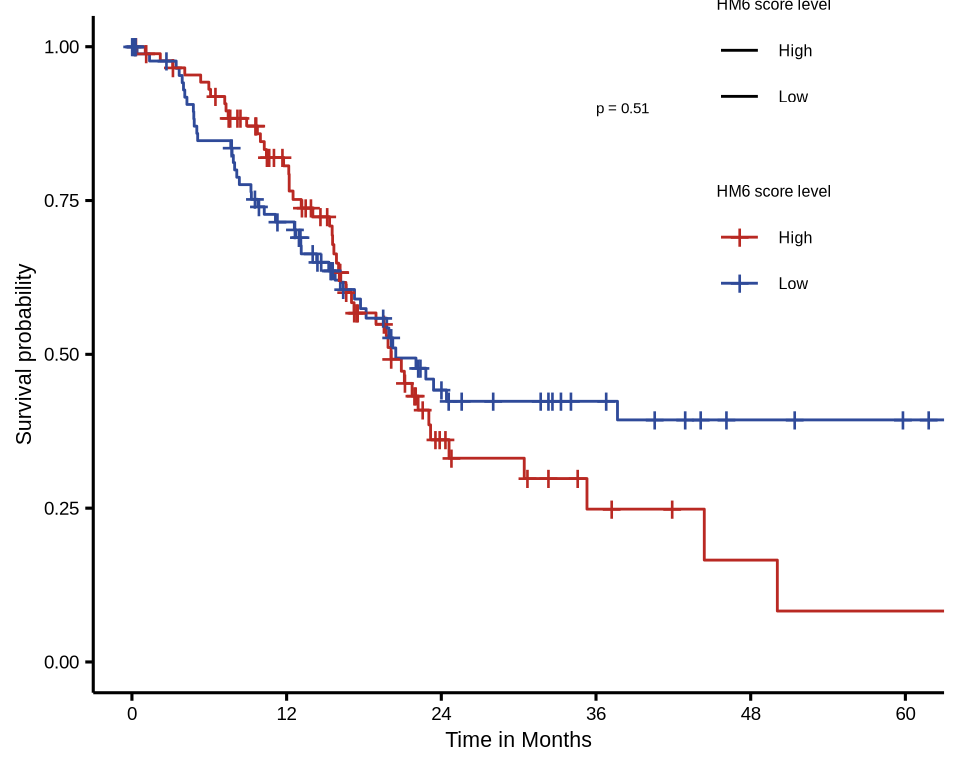 HM6 score level
High
Low
p = 0.51
HM6 score level
High
Low
1.00
0.75
0.50
0.25
0.00
Survival probability
0 12 24 36 48 60
Time in Months